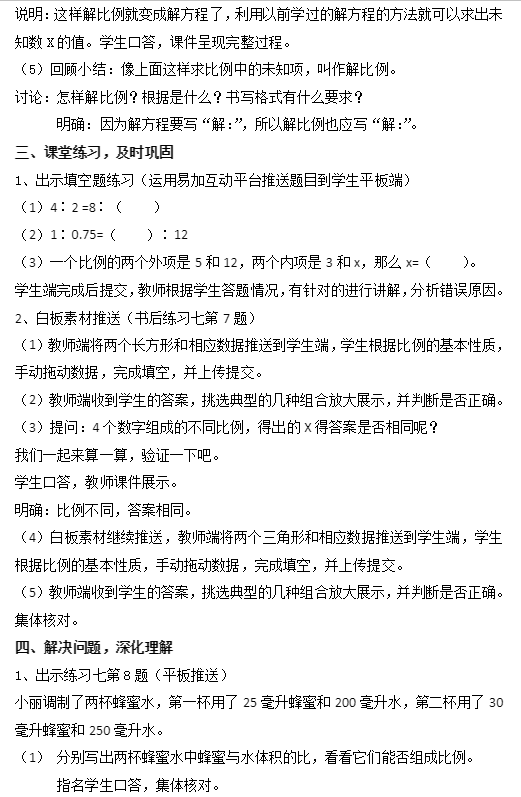 说明:这样解比例就变成解方程了，利用以前学过的解方程的方法就可以求出未
知数 X 的值。学生口答，课件呈现完整过程。
（5）回顾小结：像上面这样求比例中的未知项，叫作解比例。
讨论：怎样解比例？根据是什么？书写格式有什么要求？
明确：因为解方程要写“解：”，所以解比例也应写“解：”。
三、课堂练习，及时巩固
1、出示填空题练习（运用易加互动平台推送题目到学生平板端）
（1）4∶2 =8∶（　　）
（2）1∶0.75=（　　）∶12
（3）一个比例的两个外项是 5 和 12，两个内项是 3 和 x，那么 x=（　　）。
学生端完成后提交，教师根据学生答题情况，有针对的进行讲解，分析错误原因。
2、白板素材推送（书后练习七第 7 题）
（1）教师端将两个长方形和相应数据推送到学生端，学生根据比例的基本性质，
手动拖动数据，完成填空，并上传提交。
（2）教师端收到学生的答案，挑选典型的几种组合放大展示，并判断是否正确。
（3）提问：4 个数字组成的不同比例，得出的 X 得答案是否相同呢？
我们一起来算一算，验证一下吧。
学生口答，教师课件展示。
明确：比例不同，答案相同。
（4）白板素材继续推送，教师端将两个三角形和相应数据推送到学生端，学生
根据比例的基本性质，手动拖动数据，完成填空，并上传提交。
（5）教师端收到学生的答案，挑选典型的几种组合放大展示，并判断是否正确。
集体核对。
四、解决问题，深化理解
1、出示练习七第 8 题（平板推送）
小丽调制了两杯蜂蜜水，第一杯用了 25 毫升蜂蜜和 200 毫升水，第二杯用了 30
毫升蜂蜜和 250 毫升水。
（1） 分别写出两杯蜂蜜水中蜂蜜与水体积的比，看看它们能否组成比例。
指名学生口答，集体核对。